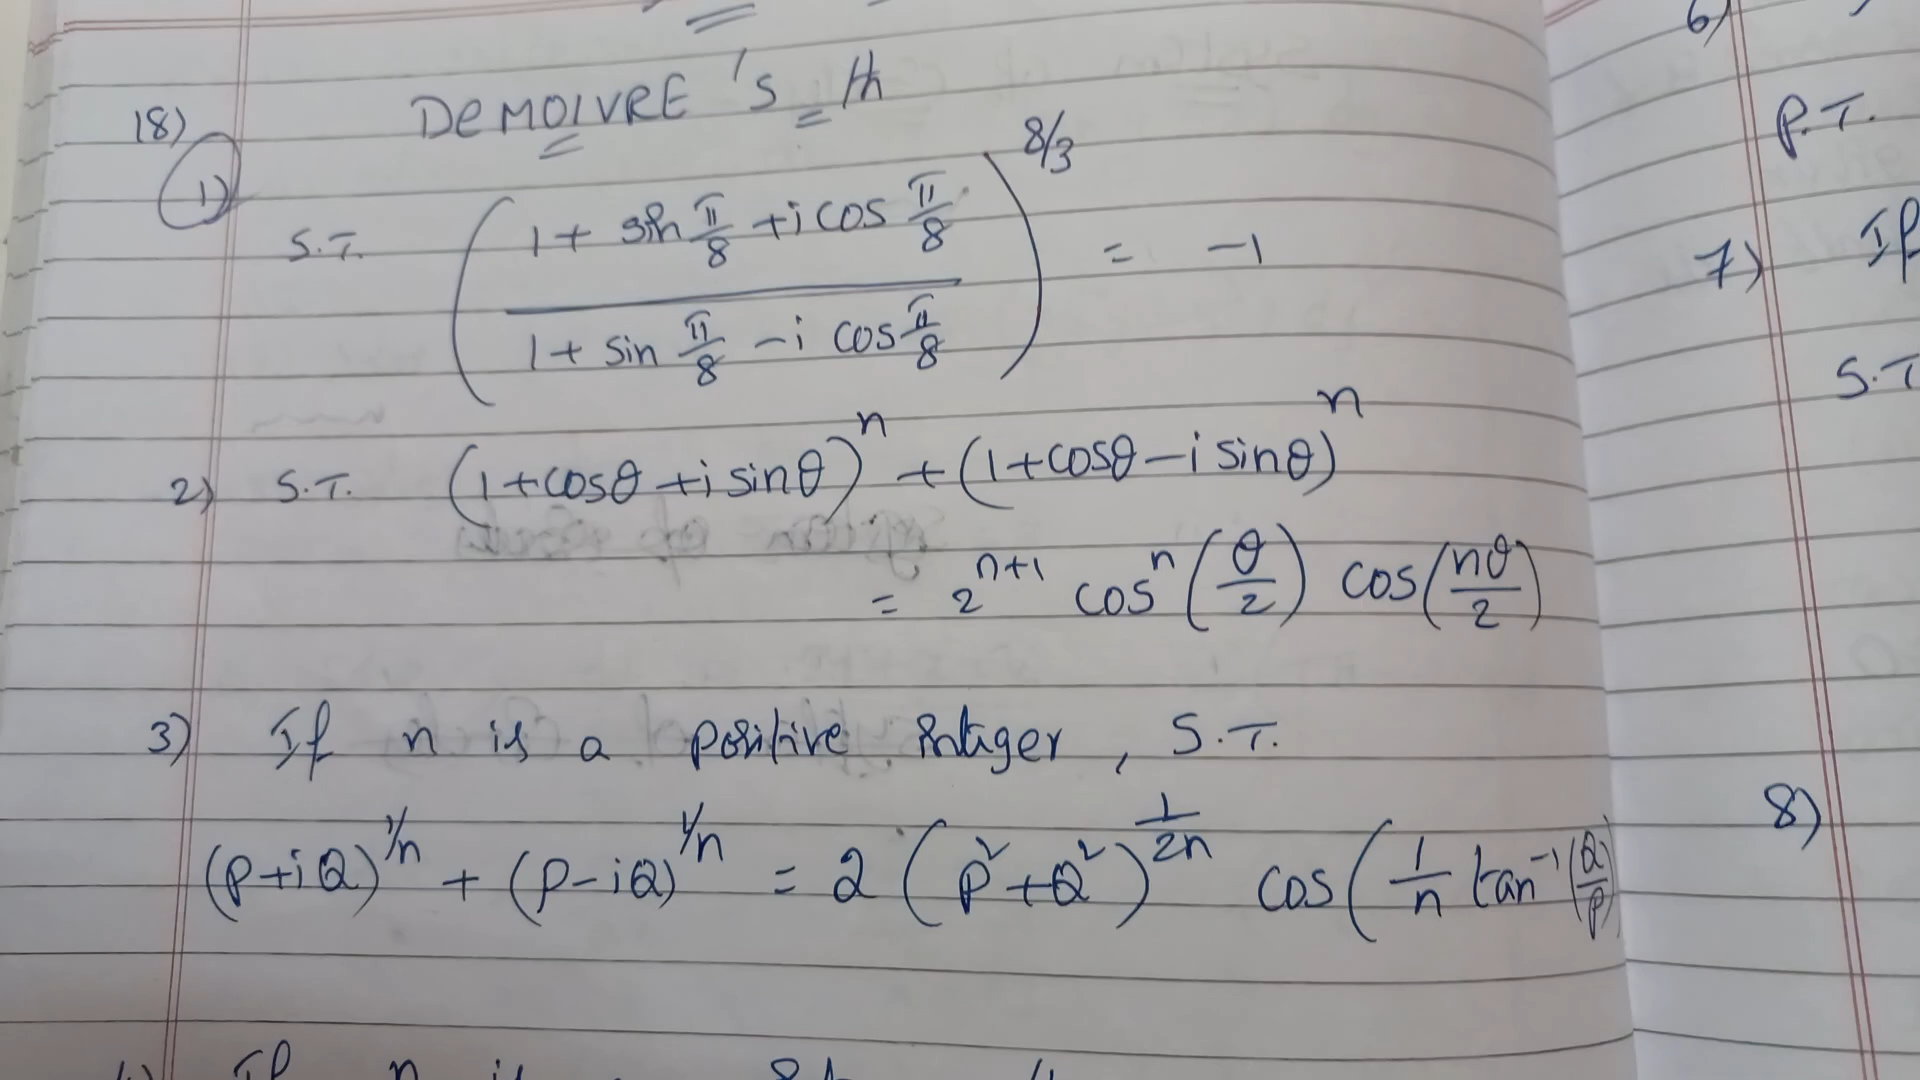 18) DeMOIVRE's th
1) S.T. ((1 + sin π/8 + i cos π/8) / (1 + sin π/8 - i cos π/8))^8/3 = -1
2) S.T. (1+cosθ+i sinθ)^n + (1+cosθ-i sinθ)^n
= 2^(n+1) cos^n (θ/2) cos(nθ/2)
3) If n is a positive integer, S.T.
(P+iQ)^1/n + (P-iQ)^1/n = 2 (P²+Q²)^1/2n cos(1/n tan^-1(Q/P)
If n is
6)
P.T.
7) If
S.T
8)